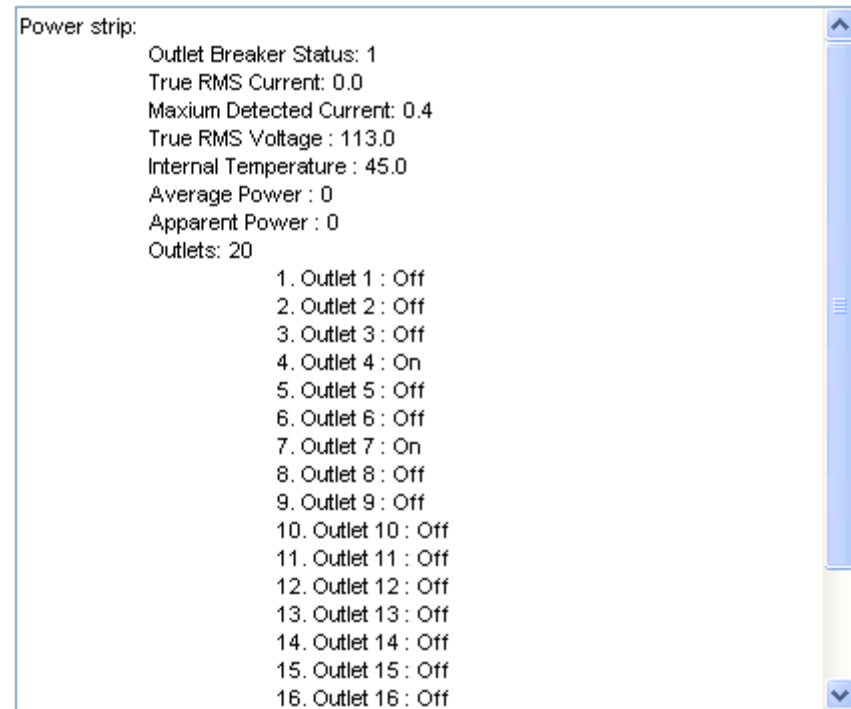 Power strip:
Outlet Breaker Status: 1
True RMS Current: 0.0
Maxium Detected Current: 0.4
True RMS Voltage : 113.0
Internal Temperature : 45.0
Average Power : 0
Apparent Power : 0
Outlets: 20
1. Outlet 1 : Off
2. Outlet 2 : Off
3. Outlet 3 : Off
4. Outlet 4 : On
5. Outlet 5 : Off
6. Outlet 6 : Off
7. Outlet 7 : On
8. Outlet 8 : Off
9. Outlet 9 : Off
10. Outlet 10 : Off
11. Outlet 11 : Off
12. Outlet 12 : Off
13. Outlet 13 : Off
14. Outlet 14 : Off
15. Outlet 15 : Off
16. Outlet 16 : Off